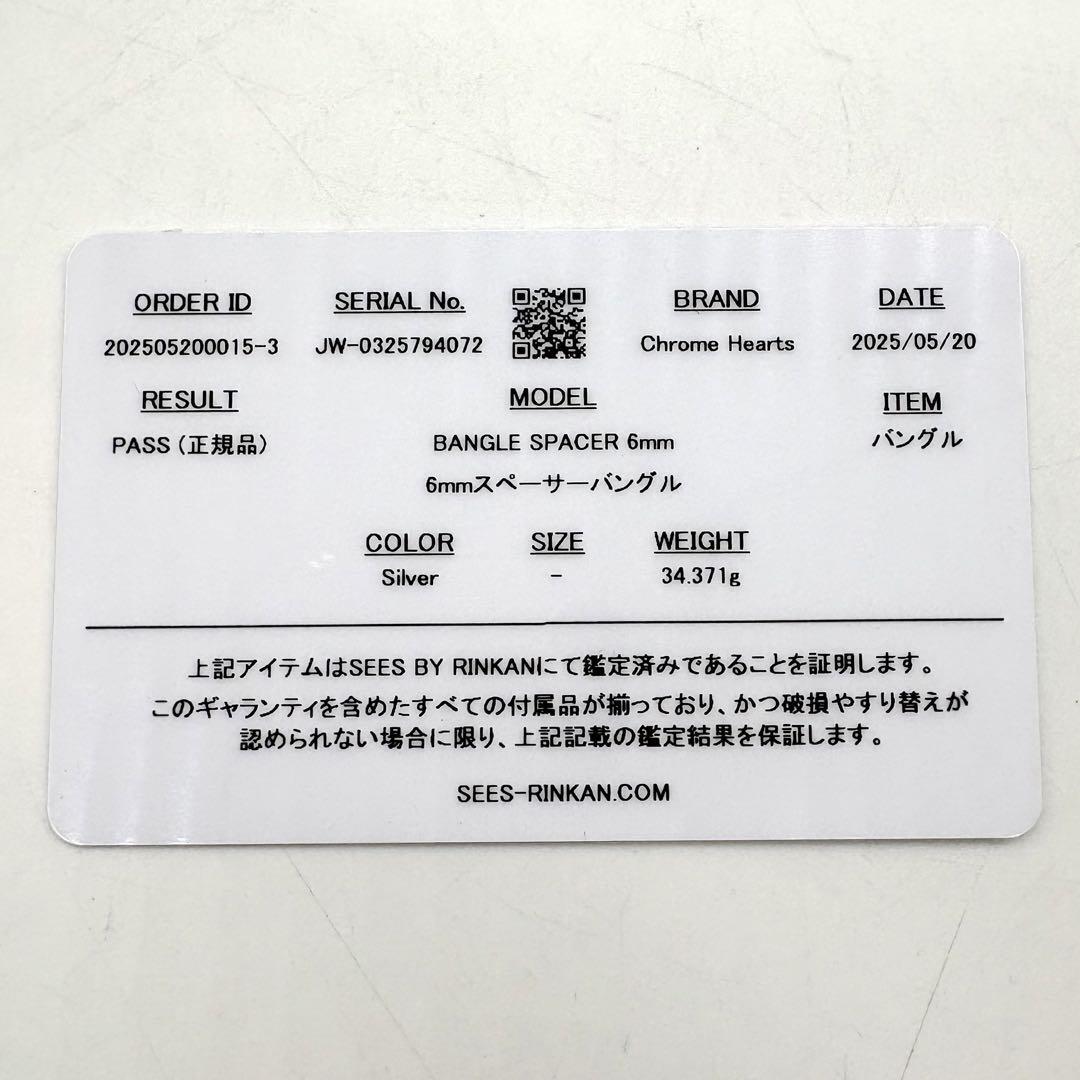 ORDER ID
SERIAL No.
BRAND
DATE
202505200015-3
JW-0325794072
Chrome Hearts
2025/05/20
RESULT
MODEL
ITEM
PASS (正規品)
BANGLE SPACER 6mm
バングル
6mmスペーサーバングル
COLOR
SIZE
WEIGHT
Silver
-
34.371g
上記アイテムはSEES BY RINKANにて鑑定済みであることを証明します。
このギャランティを含めたすべての付属品が揃っており、かつ破損やすり替えが
認められない場合に限り、上記記載の鑑定結果を保証します。
SEES-RINKAN.COM